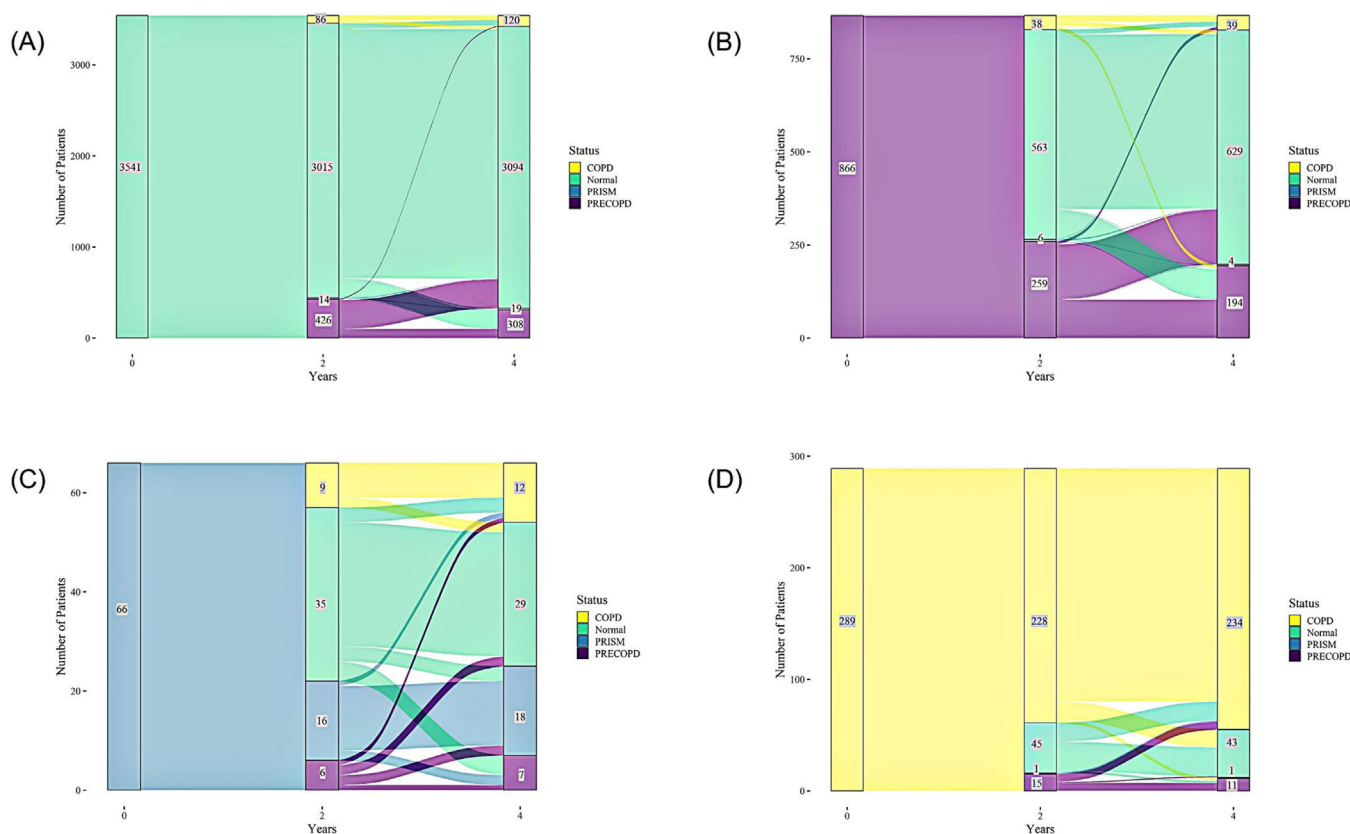 (A)
Number of Patients
3000
2000
1000
0
3541
86
3015
14
426
120
3094
19
308
0
2
4
Years
Status
COPD
Normal
PRISM
PRECOPD
(B)
Number of Patients
750
500
250
0
866
38
563
6
259
39
629
4
194
0
2
4
Years
Status
COPD
Normal
PRISM
PRECOPD
(C)
Number of Patients
60
40
20
0
66
9
35
16
6
12
29
18
7
0
2
4
Years
Status
COPD
Normal
PRISM
PRECOPD
(D)
Number of Patients
300
200
100
0
289
228
45
1
15
234
43
1
11
0
2
4
Years
Status
COPD
Normal
PRISM
PRECOPD